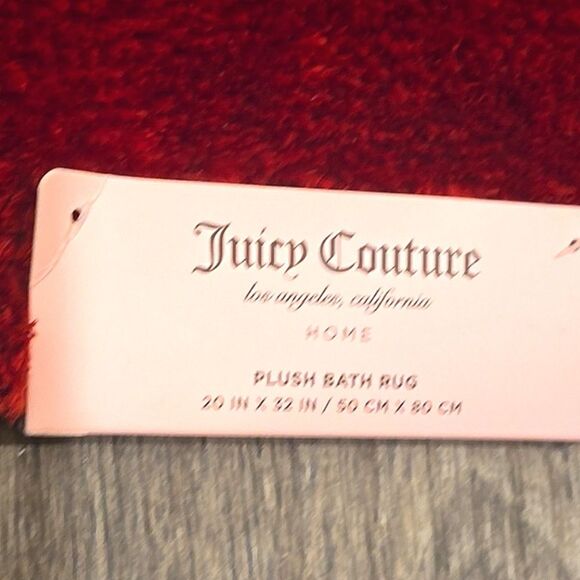 Juicy Couture
los angeles, california
HOME
PLUSH BATH RUG
20 IN X 32 IN / 50 CM X 80 CM